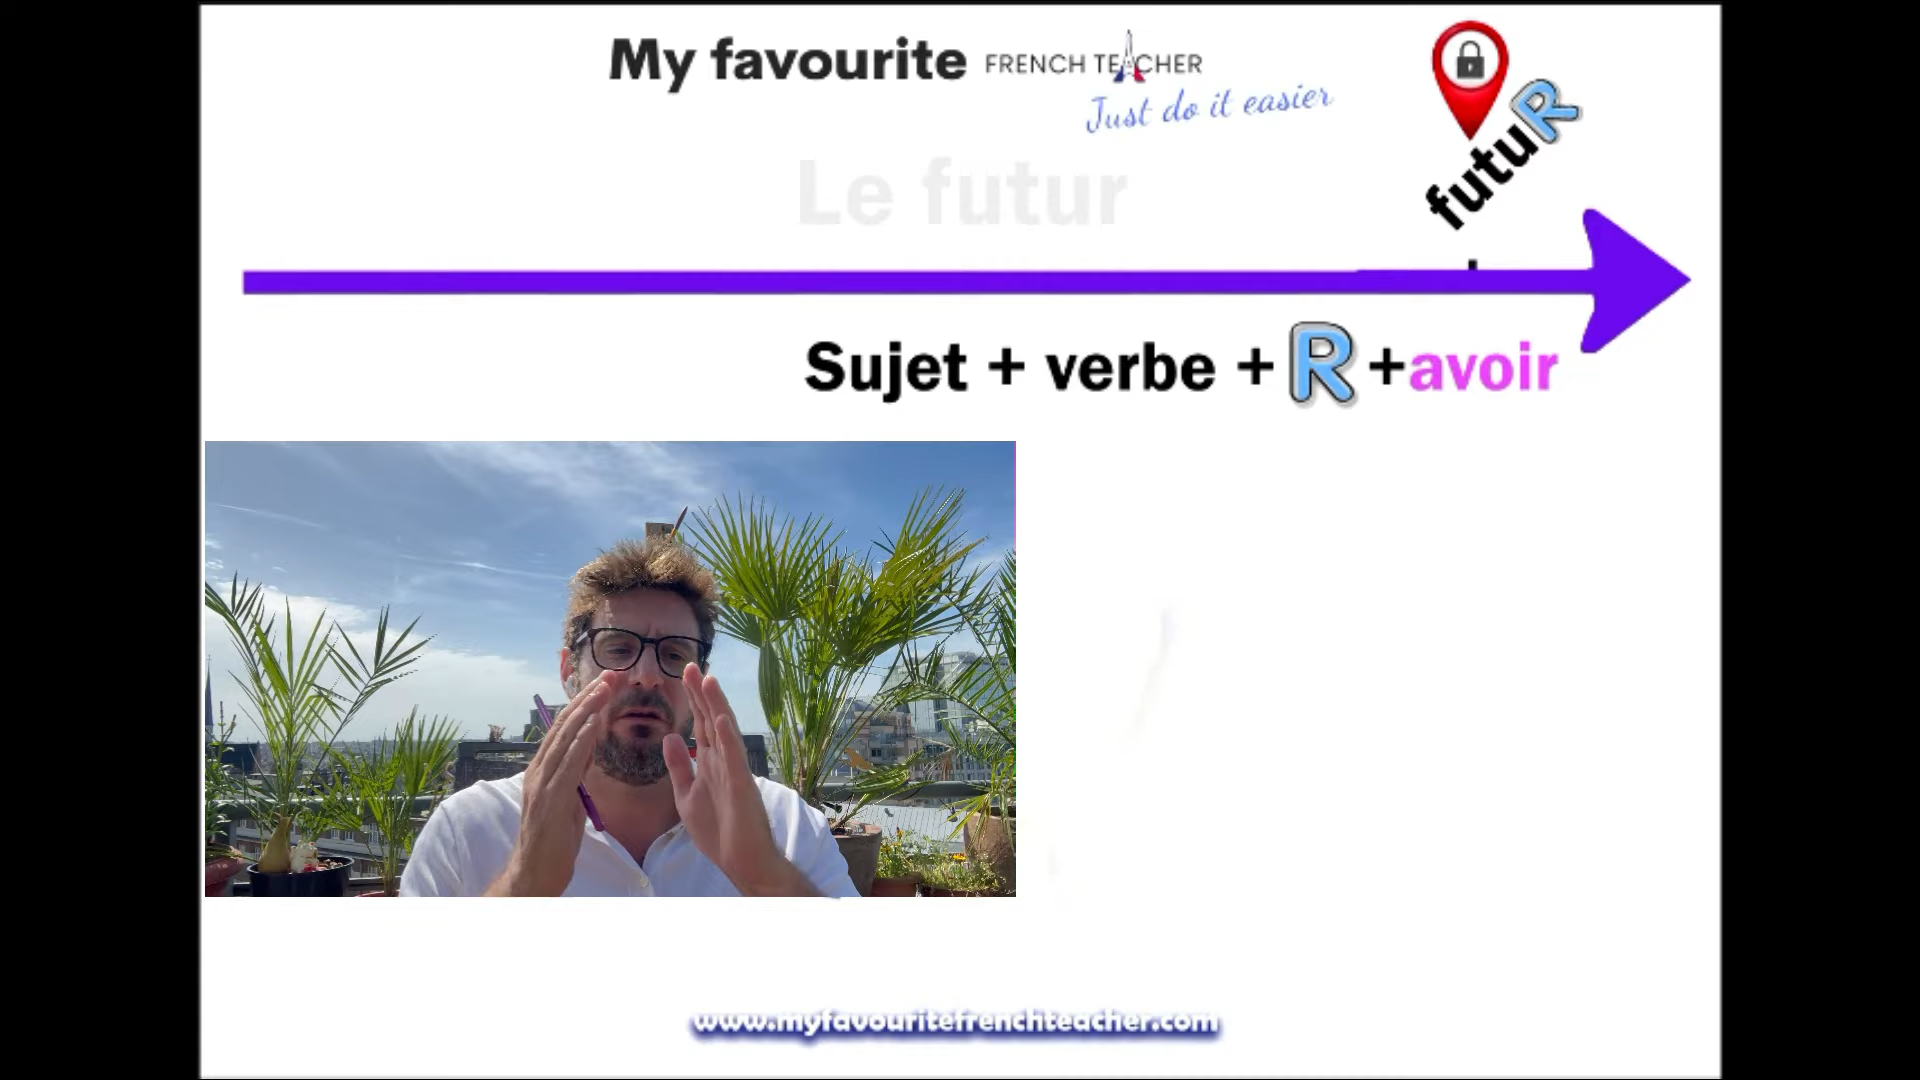 My favourite FRENCH TEACHER
Just do it easier
futuR
Le futur
Sujet + verbe + R +avoir
www.myfavouritefrenchteacher.com